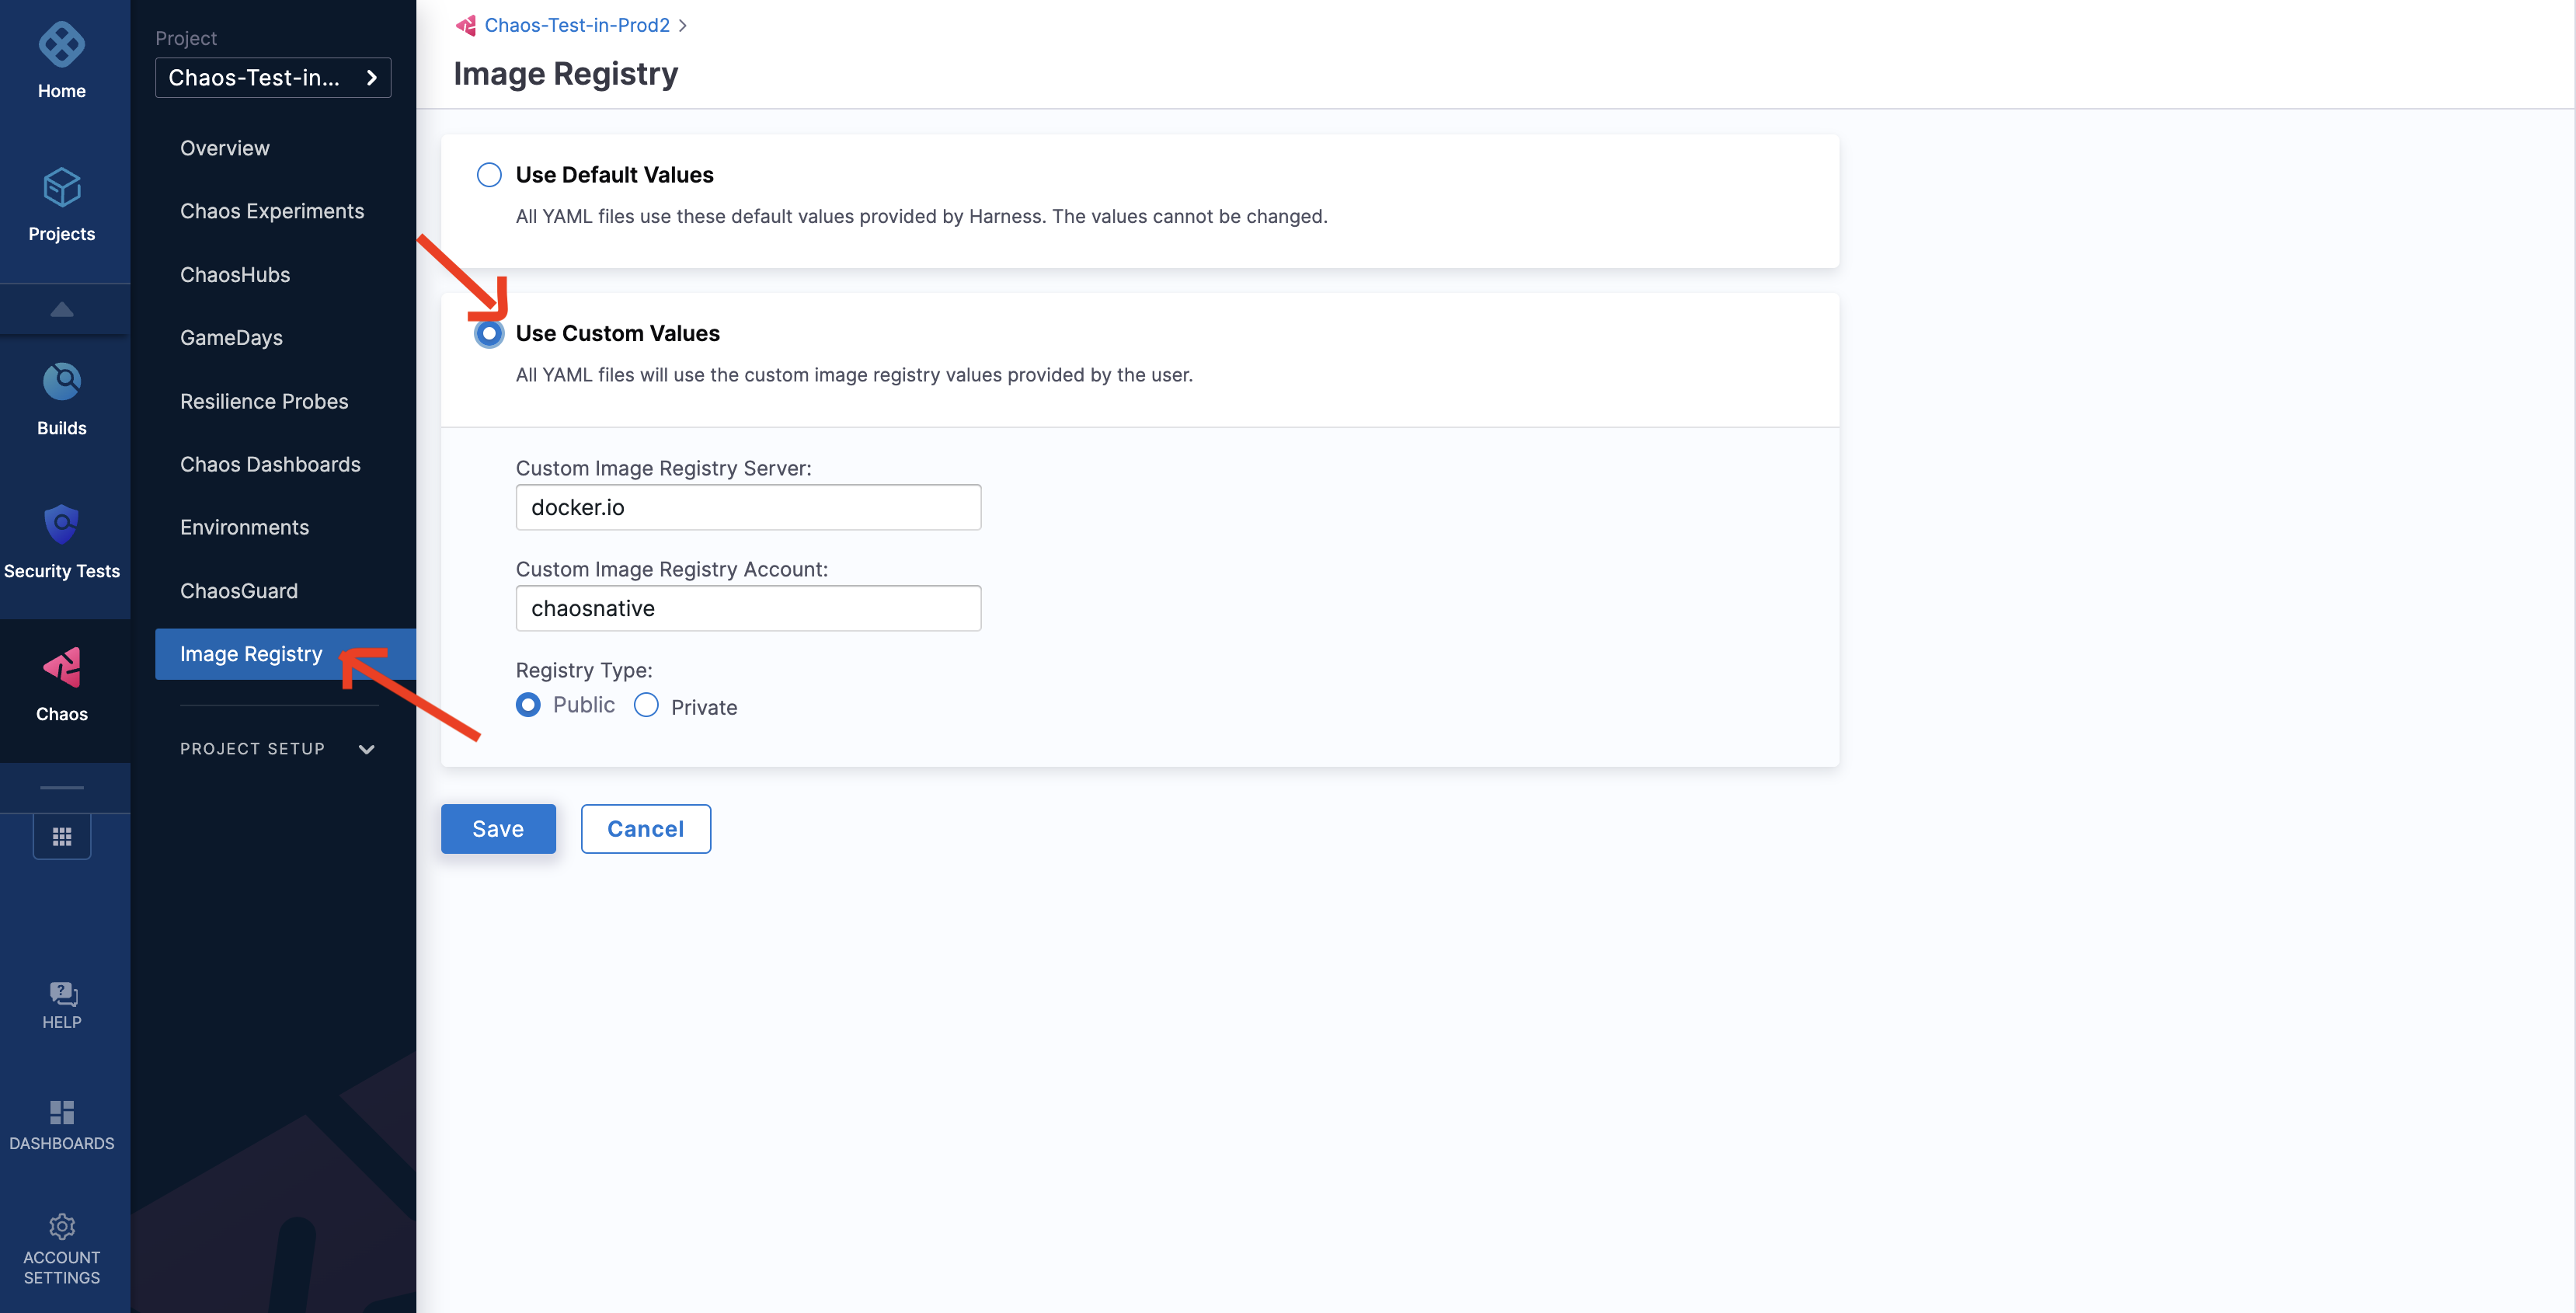 Home
Projects
Builds
Security Tests
Chaos
HELP
DASHBOARDS
ACCOUNT
SETTINGS
Project
Chaos-Test-in...
Overview
Chaos Experiments
ChaosHubs
GameDays
Resilience Probes
Chaos Dashboards
Environments
ChaosGuard
Image Registry
PROJECT SETUP
Chaos-Test-in-Prod2
Image Registry
Use Default Values
All YAML files use these default values provided by Harness. The values cannot be changed.
Use Custom Values
All YAML files will use the custom image registry values provided by the user.
Custom Image Registry Server:
docker.io
Custom Image Registry Account:
chaosnative
Registry Type:
Public Private
Save Cancel